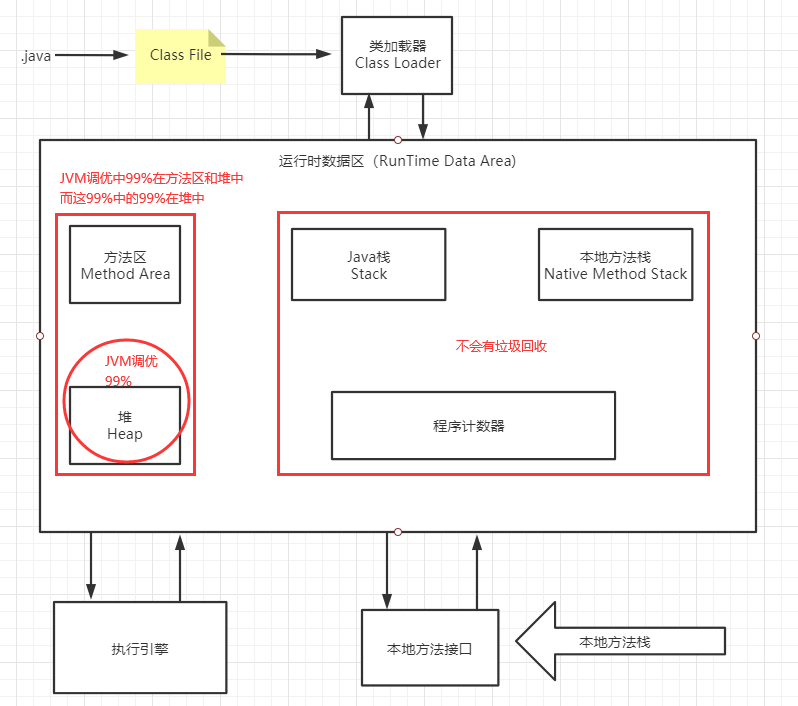 .java
Class File
类加载器
Class Loader
运行时数据区（RunTime Data Area)
JVM调优中99%在方法区和堆中
而这99%中的99%在堆中
方法区
Method Area
Java栈
Stack
本地方法栈
Native Method Stack
不会有垃圾回收
JVM调优
99%
堆
Heap
程序计数器
执行引擎
本地方法接口
本地方法栈